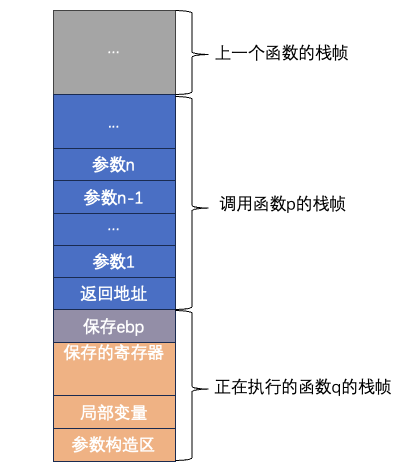 ...
上一个函数的栈帧
...
参数n
参数n-1
调用函数p的栈帧
...
参数1
返回地址
保存ebp
保存的寄存器
正在执行的函数q的栈帧
局部变量
参数构造区